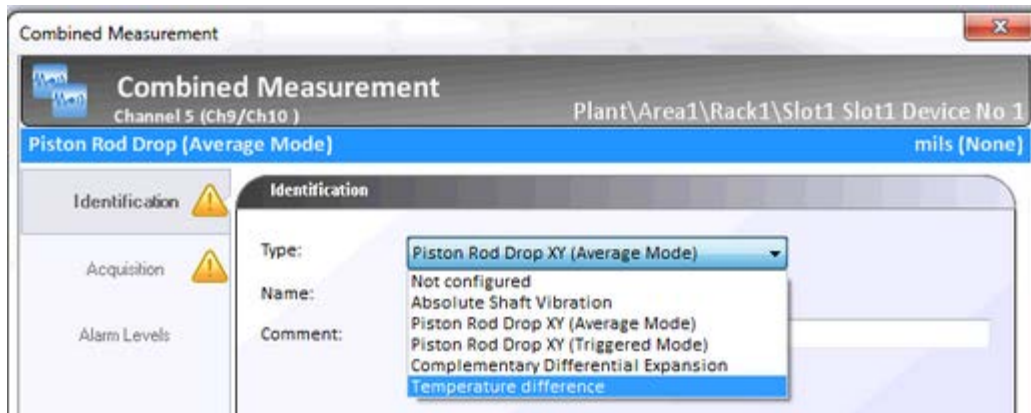 Combined Measurement
Combined Measurement
Channel 5 (Ch9/Ch10 )
Plant\Area1\Rack1\Slot1 Slot1 Device No 1
Piston Rod Drop (Average Mode)
mils (None)
Identification
Acquisition
Alarm Levels
Identification
Type:
Piston Rod Drop XY (Average Mode)
Not configured
Absolute Shaft Vibration
Piston Rod Drop XY (Average Mode)
Piston Rod Drop XY (Triggered Mode)
Complementary Differential Expansion
Temperature difference
Name:
Comment: